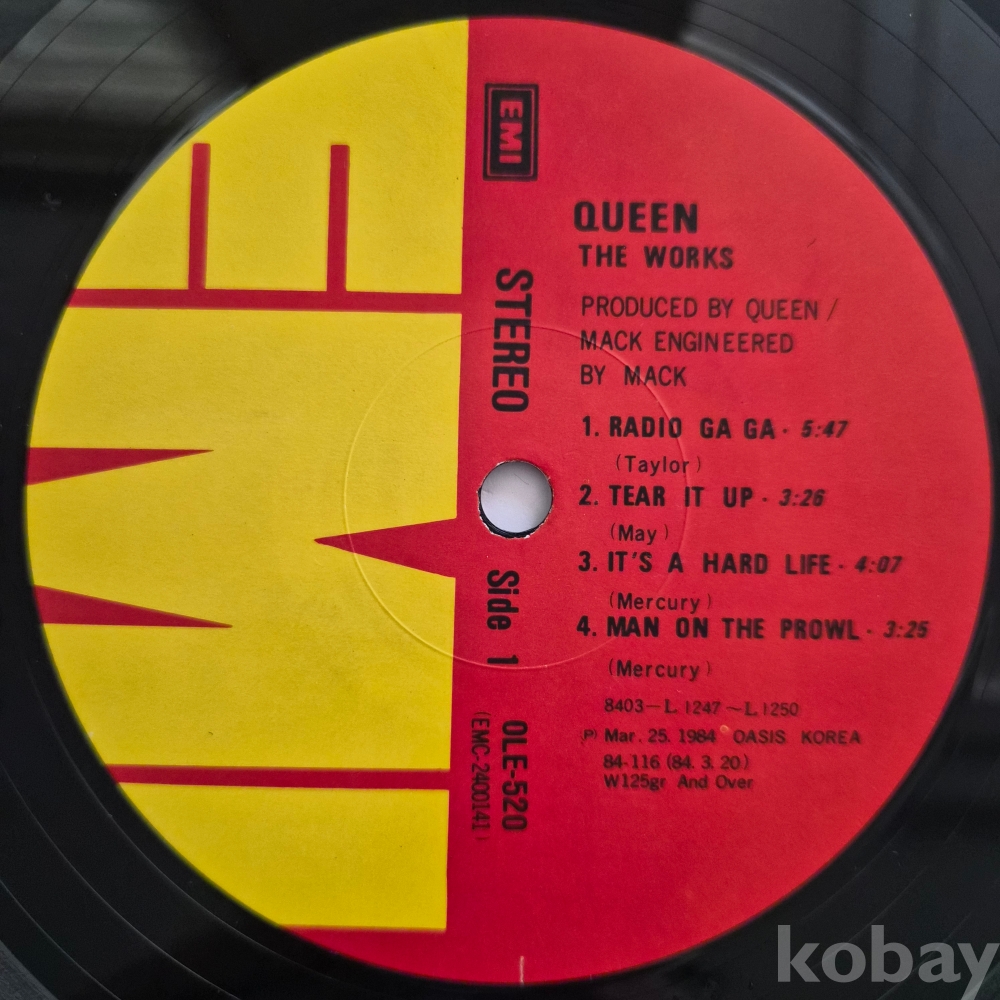 EMI
QUEEN
THE WORKS
PRODUCED BY QUEEN /
MACK ENGINEERED
BY MACK
1. RADIO GA GA - 5:47
(Taylor)
2. TEAR IT UP - 3:26
(May)
3. IT'S A HARD LIFE - 4:07
(Mercury)
4. MAN ON THE PROWL - 3:25
(Mercury)
8403-L.1247~L.1250
(P) Mar. 25. 1984 OASIS KOREA
84-116 (84. 3. 20)
W125gr And Over
STEREO
Side 1
OLE-520
(EMC-2400141)
kobay